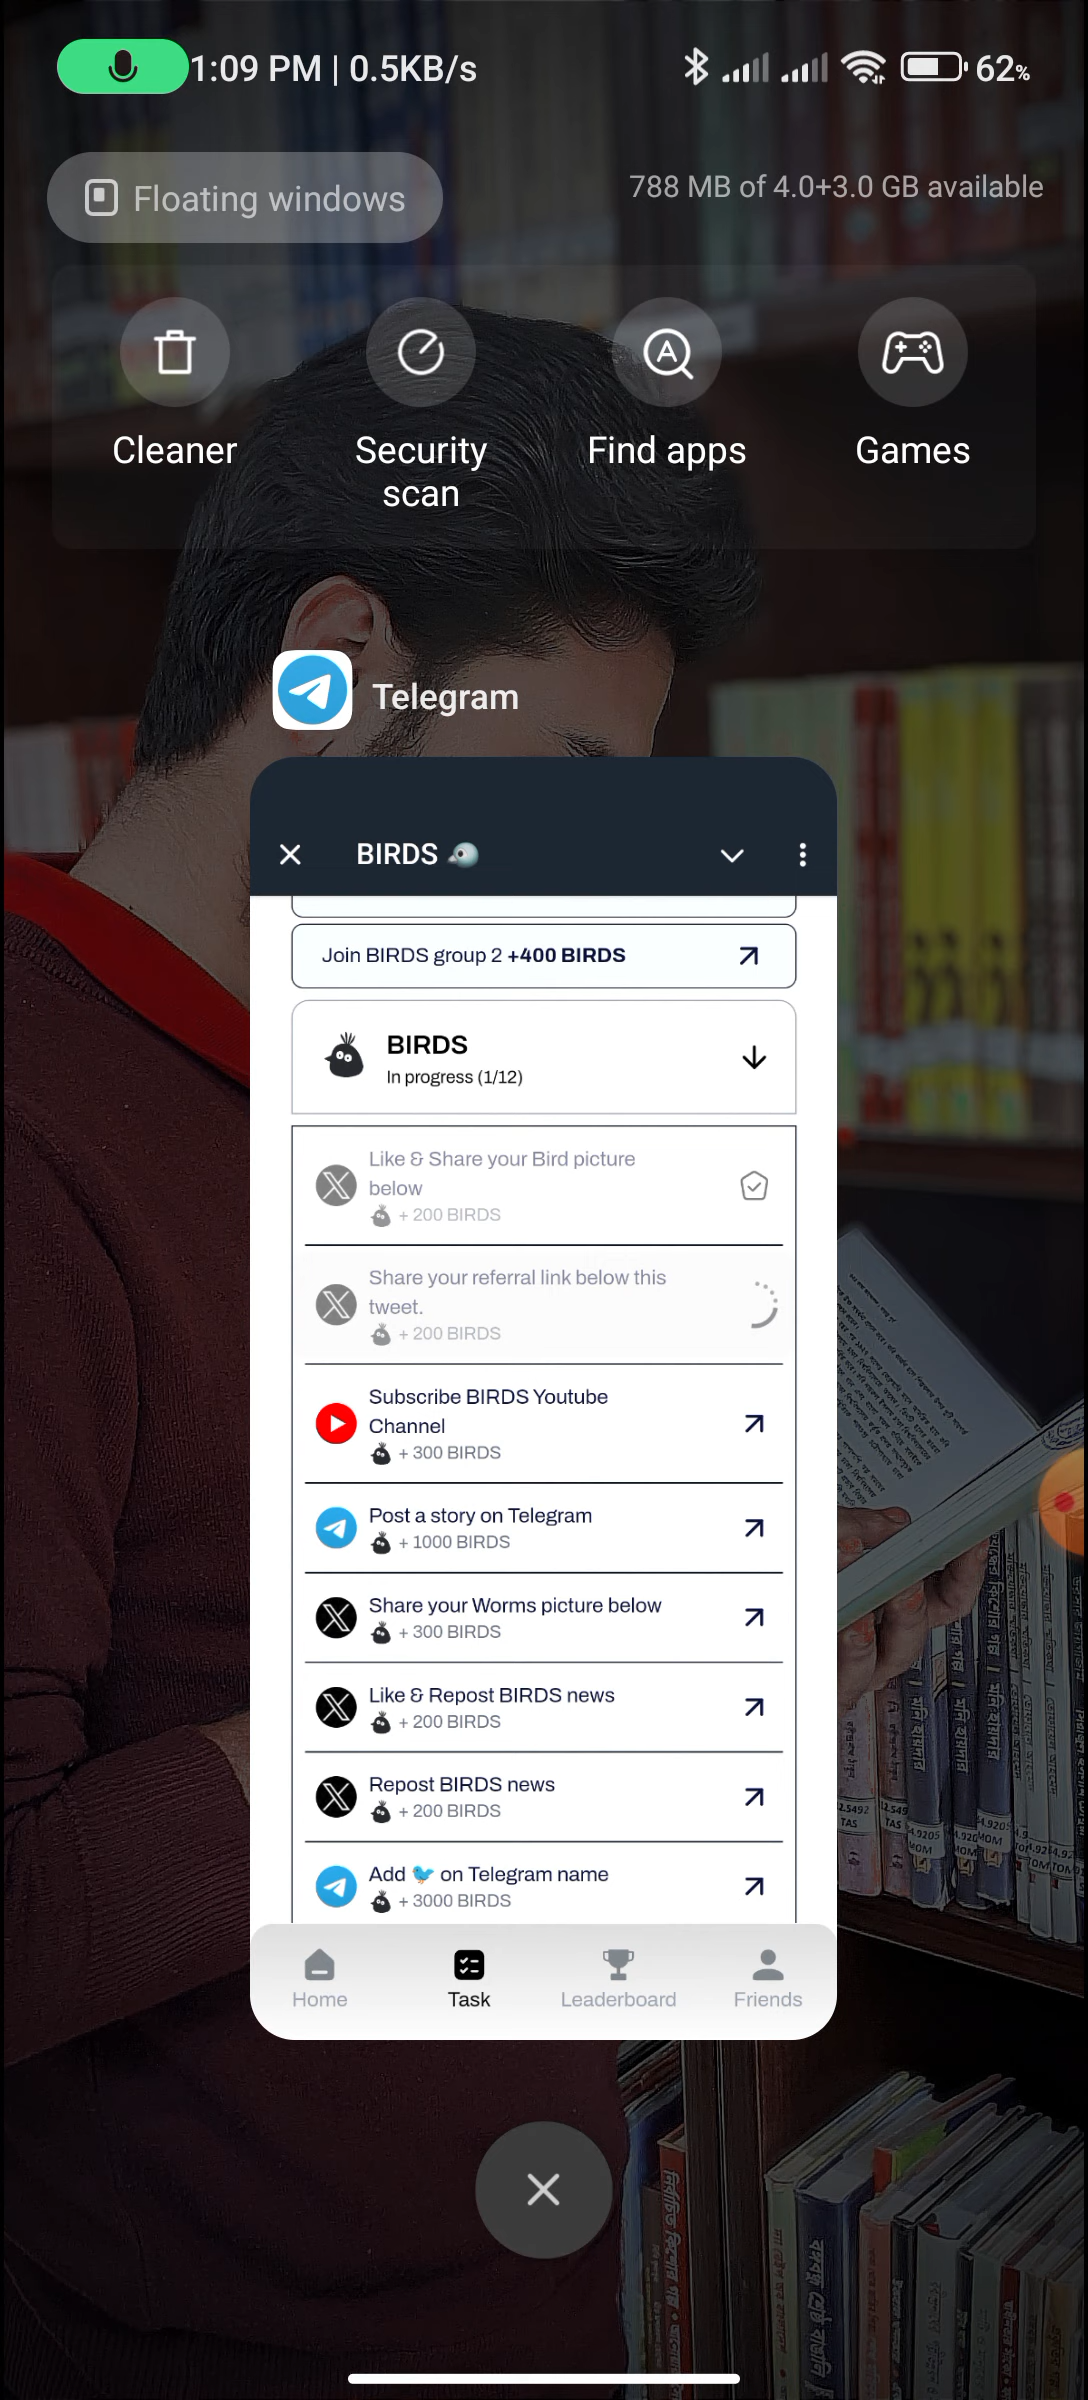 1:09 PM | 0.5KB/s
62%
Floating windows
788 MB of 4.0+3.0 GB available
Cleaner
Security
scan
Find apps
Games
Telegram
BIRDS
Join BIRDS group 2 +400 BIRDS
BIRDS
In progress (1/12)
Like & Share your Bird picture
below
+ 200 BIRDS
Share your referral link below this
tweet.
+ 200 BIRDS
Subscribe BIRDS Youtube
Channel
+ 300 BIRDS
Post a story on Telegram
+ 1000 BIRDS
Share your Worms picture below
+ 300 BIRDS
Like & Repost BIRDS news
+ 200 BIRDS
Repost BIRDS news
+ 200 BIRDS
Add 🐦 on Telegram name
+ 3000 BIRDS
TAS
TAS
MOM
Home
Task
Leaderboard
Friends